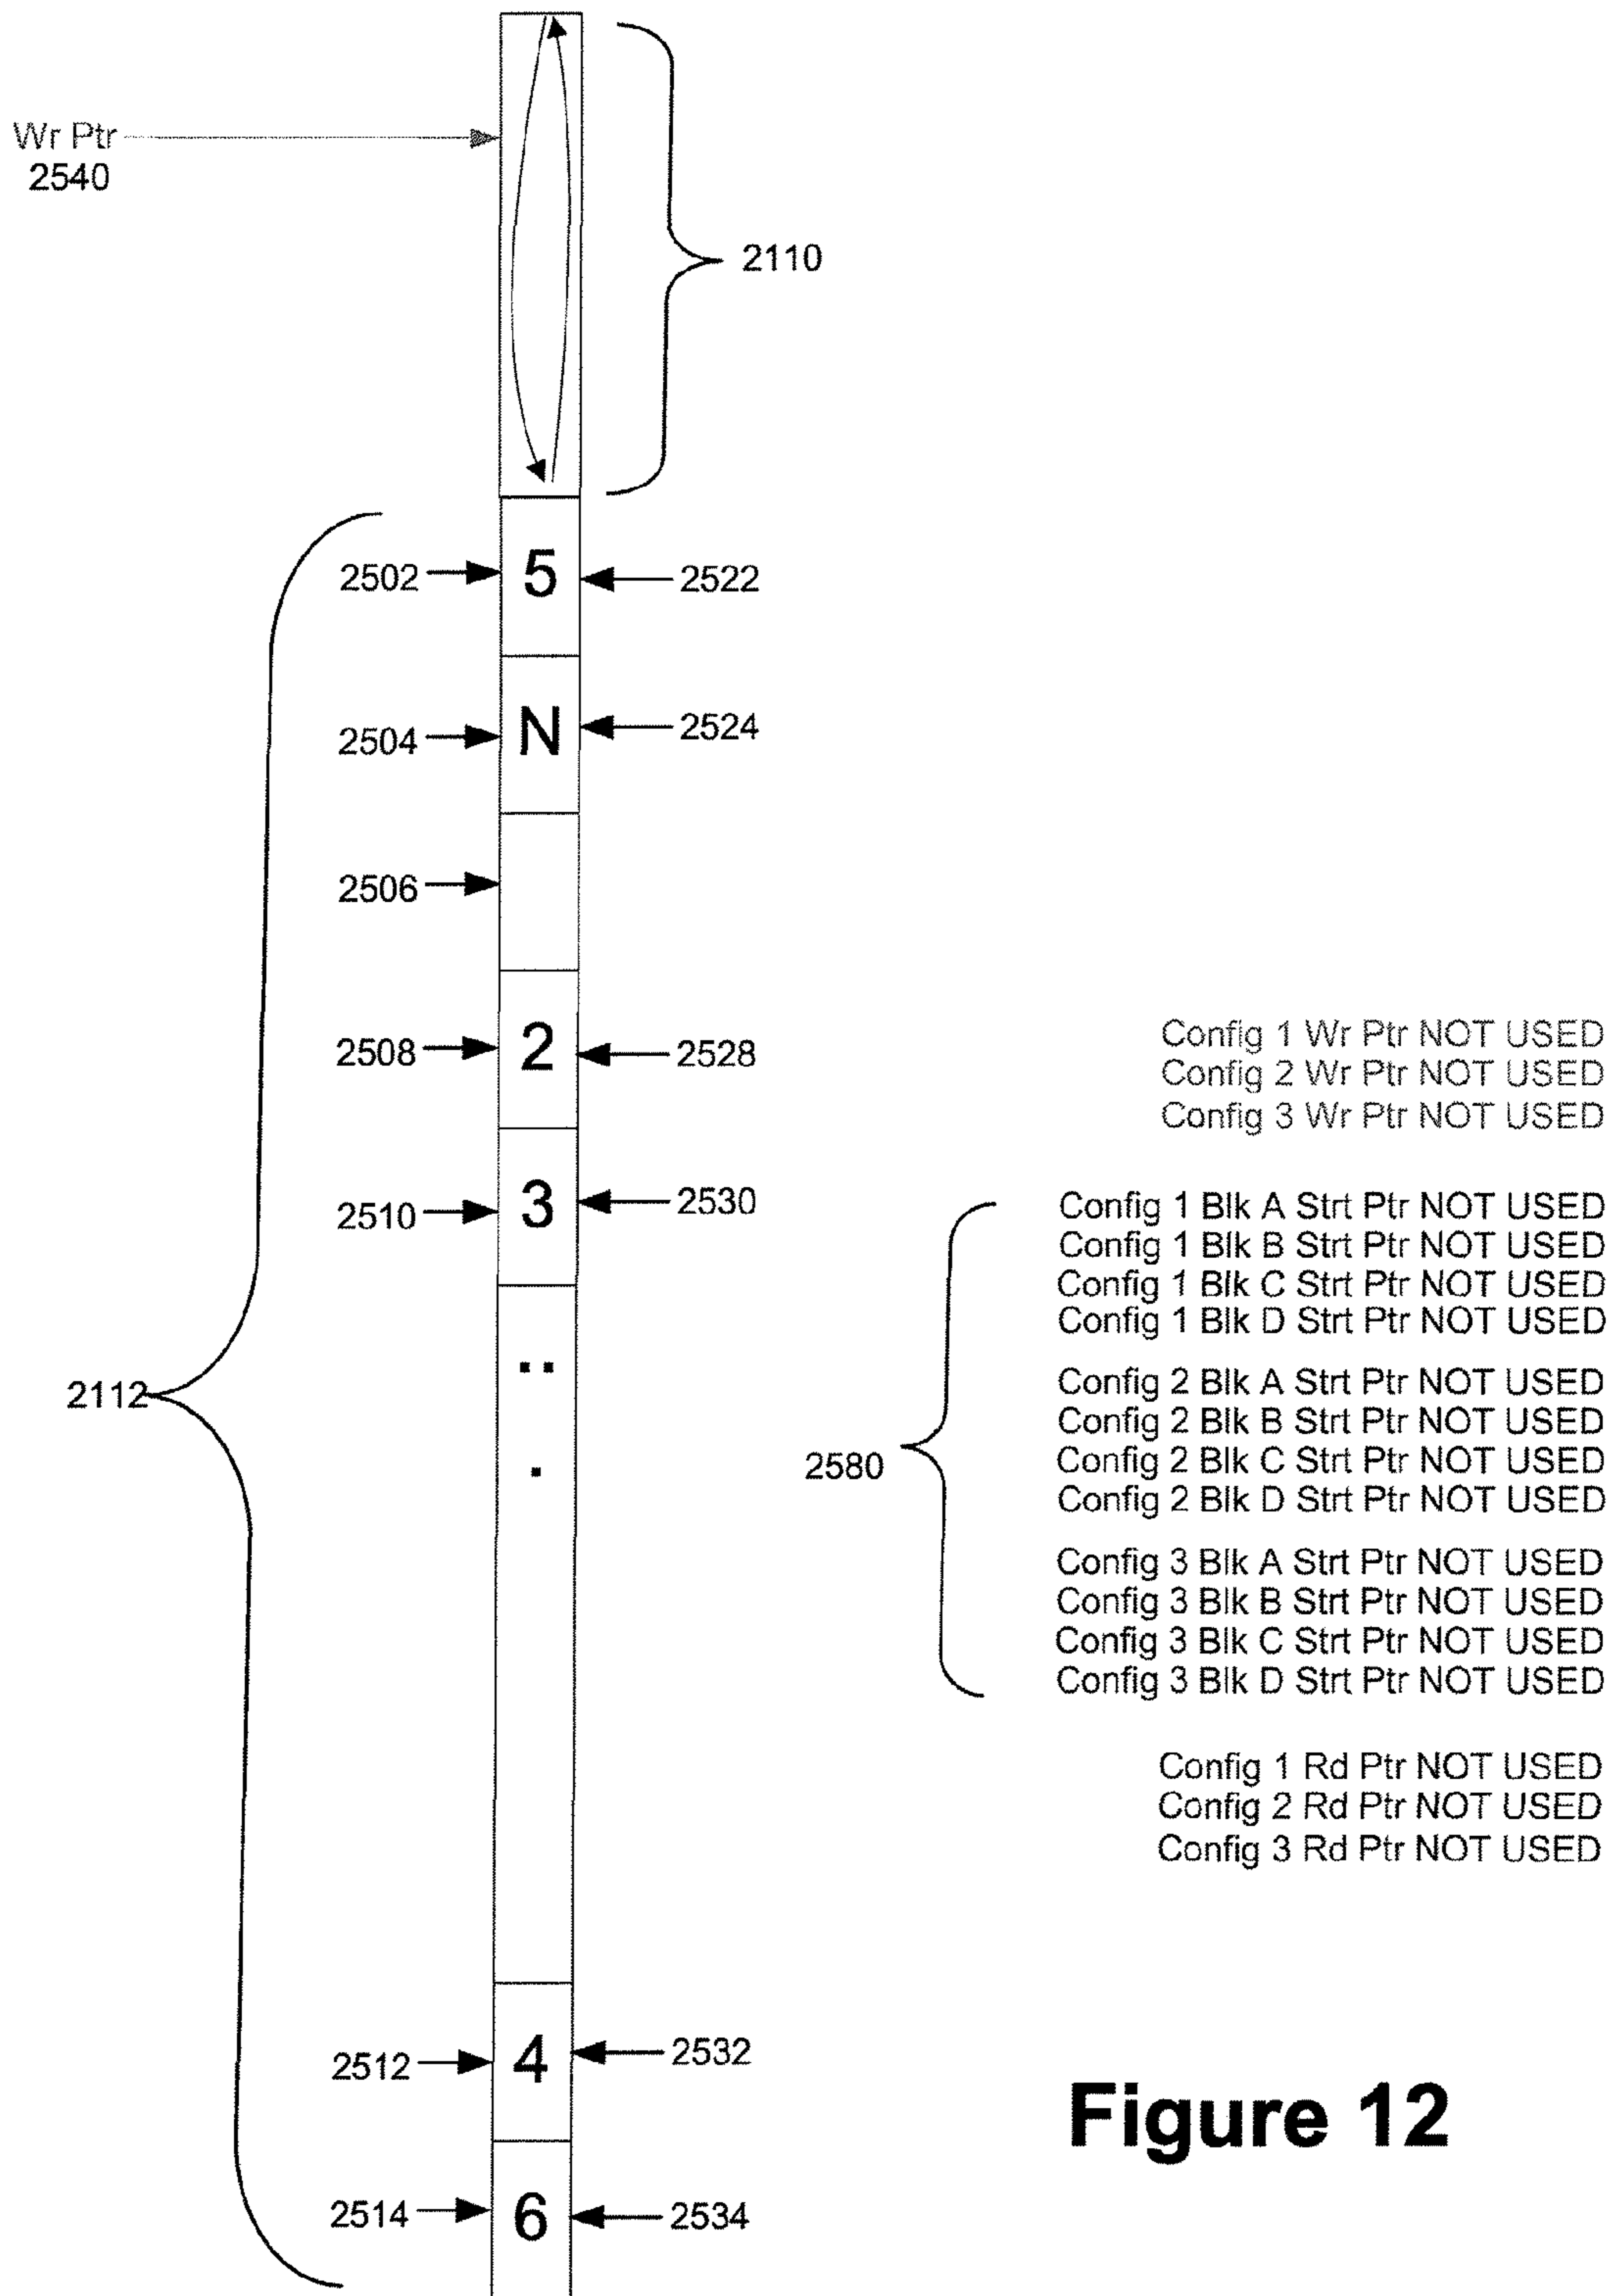 Wr Ptr
2540
2110
2502
5
2522
2504
N
2524
2506
2508
2
2528
2510
3
2530
2112
Config 1 Wr Ptr NOT USED
Config 2 Wr Ptr NOT USED
Config 3 Wr Ptr NOT USED
2580
Config 1 Blk A Strt Ptr NOT USED
Config 1 Blk B Strt Ptr NOT USED
Config 1 Blk C Strt Ptr NOT USED
Config 1 Blk D Strt Ptr NOT USED
Config 2 Blk A Strt Ptr NOT USED
Config 2 Blk B Strt Ptr NOT USED
Config 2 Blk C Strt Ptr NOT USED
Config 2 Blk D Strt Ptr NOT USED
Config 3 Blk A Strt Ptr NOT USED
Config 3 Blk B Strt Ptr NOT USED
Config 3 Blk C Strt Ptr NOT USED
Config 3 Blk D Strt Ptr NOT USED
Config 1 Rd Ptr NOT USED
Config 2 Rd Ptr NOT USED
Config 3 Rd Ptr NOT USED
2512
4
2532
2514
6
2534
Figure 12